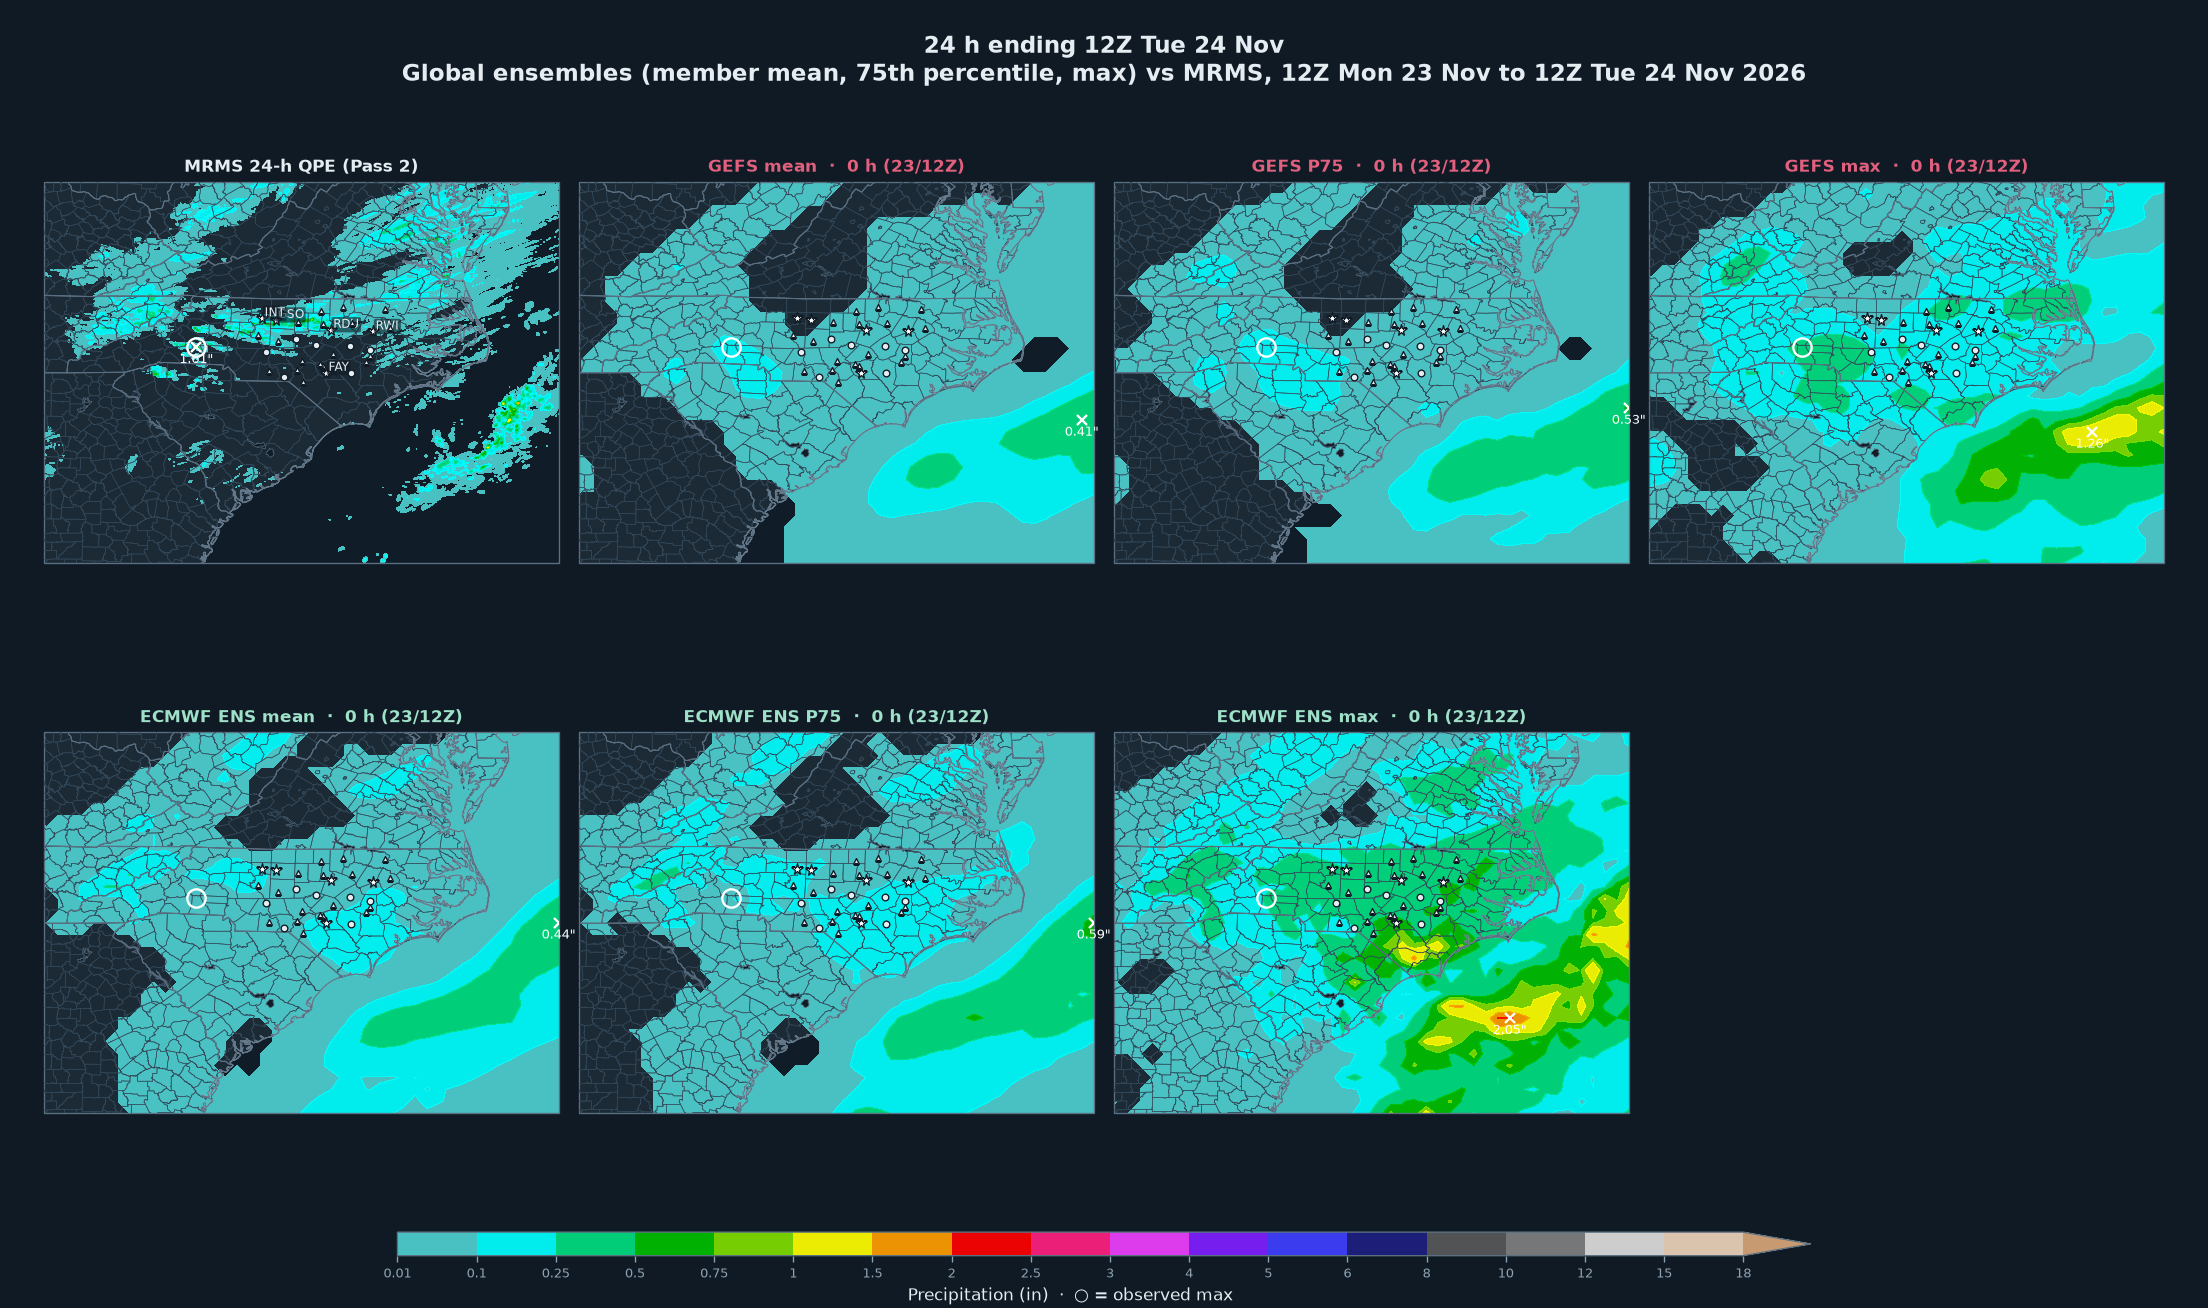 24 h ending 12Z Tue 24 Nov
Global ensembles (member mean, 75th percentile, max) vs MRMS, 12Z Mon 23 Nov to 12Z Tue 24 Nov 2026
MRMS 24-h QPE (Pass 2)
GEFS mean · 0 h (23/12Z)
GEFS P75 · 0 h (23/12Z)
GEFS max · 0 h (23/12Z)
INT
SO
RDU
RWI
FAY
0.41"
0.53"
1.26"
ECMWF ENS mean · 0 h (23/12Z)
ECMWF ENS P75 · 0 h (23/12Z)
ECMWF ENS max · 0 h (23/12Z)
0.44"
0.59"
2.05"
0.01 0.1 0.25 0.5 0.75 1 1.5 2 2.5 3 4 5 6 8 10 12 15 18
Precipitation (in) · ○ = observed max